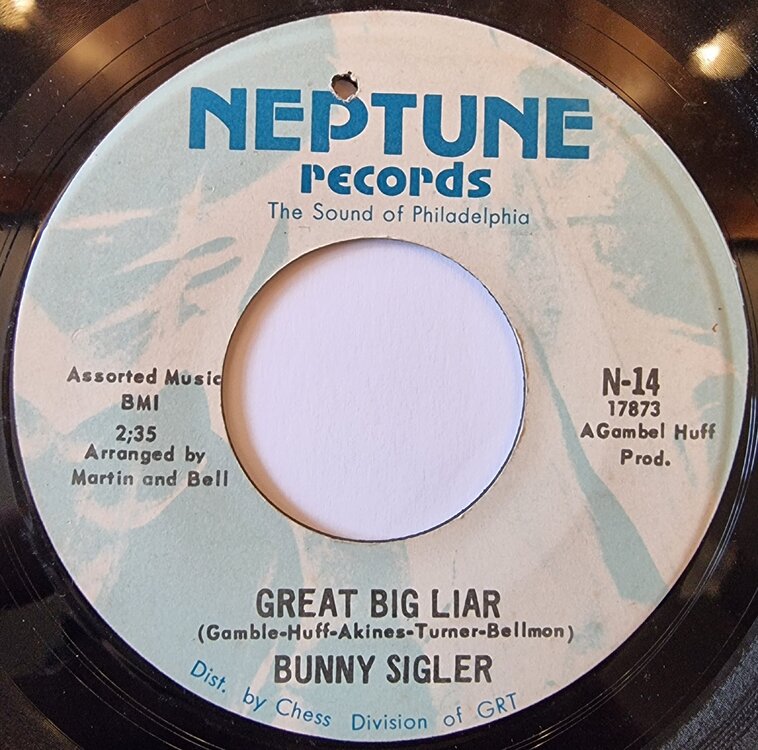 NEPTUNE
records
The Sound of Philadelphia
Assorted Music
BMI
2;35
Arranged by
Martin and Bell
N-14
17873
AGambel Huff
Prod.
GREAT BIG LIAR
(Gamble-Huff-Akines-Turner-Bellmon)
BUNNY SIGLER
Dist. by Chess Division of GRT